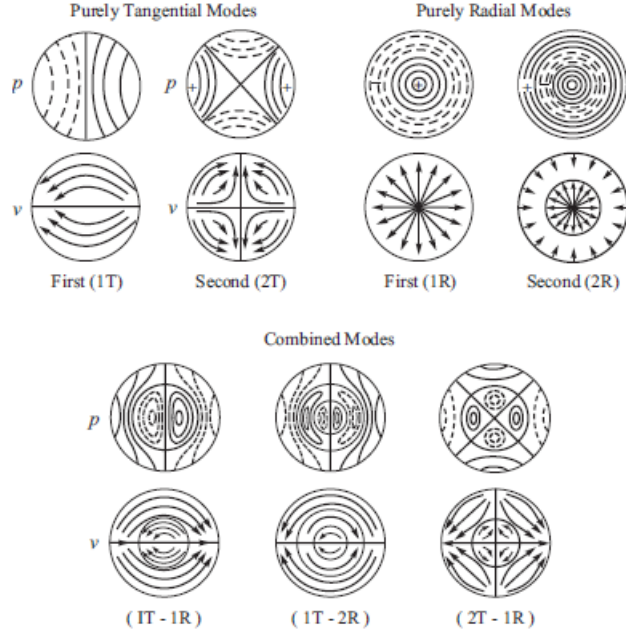 Purely Tangential Modes Purely Radial Modes
p p
+ + + +
v v
First (1T) Second (2T) First (1R) Second (2R)
Combined Modes
p
v
( IT - 1R ) ( 1T - 2R ) ( 2T - 1R )